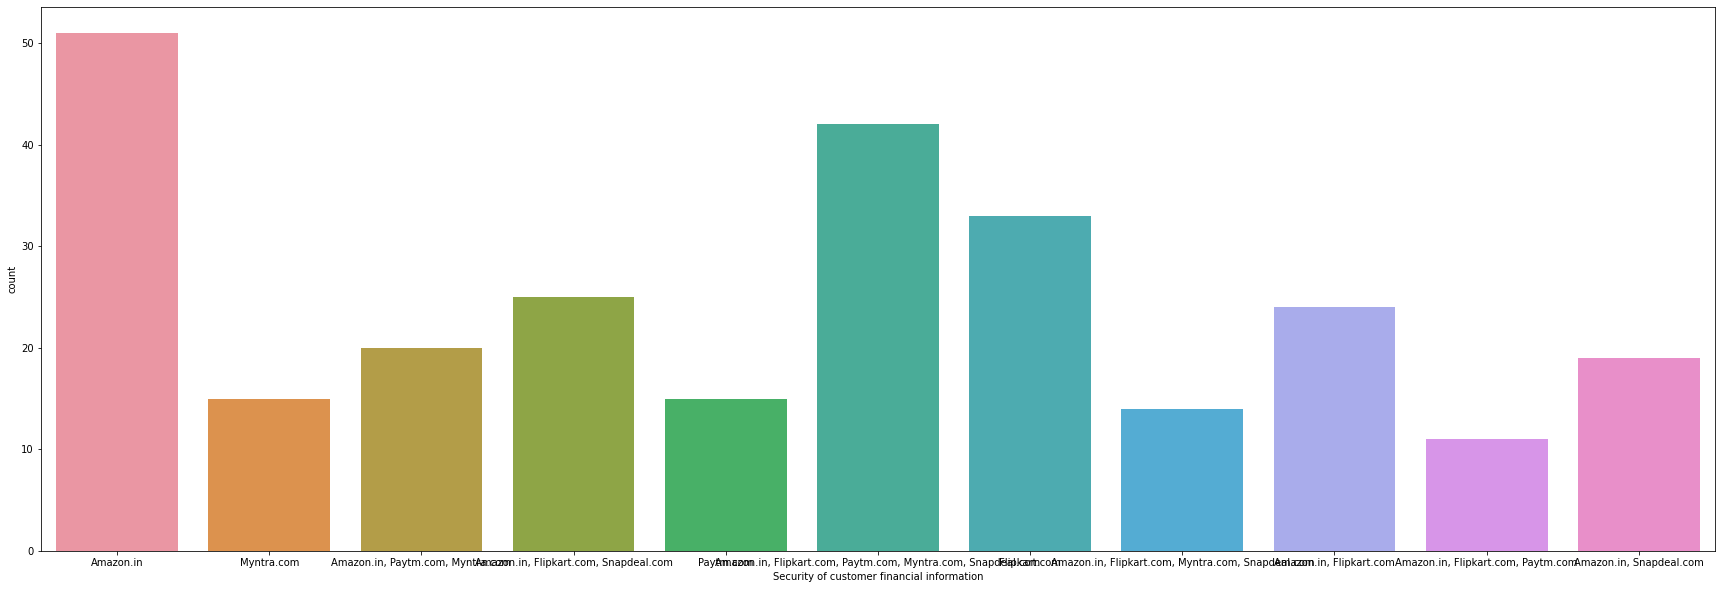 50
40
30
20
10
0
count
Amazon.in
Myntra.com
Amazon.in, Paytm.com, Myntra.com
Amazon.in, Flipkart.com, Snapdeal.com
Paytm.com
Amazon.in, Flipkart.com, Paytm.com, Myntra.com, Snapdeal.com
Flipkart.com
Amazon.in, Flipkart.com, Myntra.com, Snapdeal.com
Amazon.in, Flipkart.com
Amazon.in, Flipkart.com, Paytm.com
Amazon.in, Snapdeal.com
Security of customer financial information